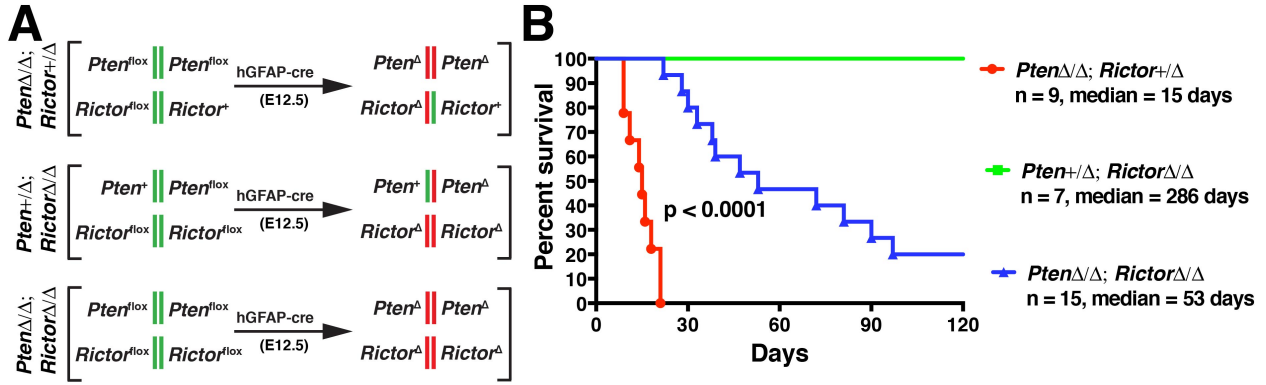 A
PtenΔ/Δ;
Rictor+/Δ
Pten^flox Pten^flox
hGFAP-cre
(E12.5)
Rictor^flox Rictor^+
Pten^Δ Pten^Δ
Rictor^Δ Rictor^+
Pten+/Δ;
RictorΔ/Δ
Pten^+ Pten^flox
hGFAP-cre
(E12.5)
Rictor^flox Rictor^flox
Pten^+ Pten^Δ
Rictor^Δ Rictor^Δ
PtenΔ/Δ;
RictorΔ/Δ
Pten^flox Pten^flox
hGFAP-cre
(E12.5)
Rictor^flox Rictor^flox
Pten^Δ Pten^Δ
Rictor^Δ Rictor^Δ
B
Percent survival
100
90
80
70
60
50
40
30
20
10
0
p < 0.0001
0 30 60 90 120
Days
PtenΔ/Δ; Rictor+/Δ
n = 9, median = 15 days
Pten+/Δ; RictorΔ/Δ
n = 7, median = 286 days
PtenΔ/Δ; RictorΔ/Δ
n = 15, median = 53 days